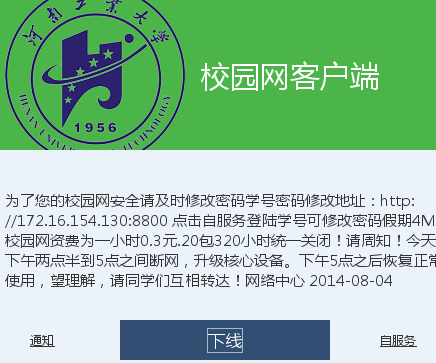 河南工业大学
1956
校园网客户端
为了您的校园网安全请及时修改密码学号密码修改地址：http:
//172.16.154.130:8800 点击自服务登陆学号可修改密码假期4M
校园网资费为一小时0.3元.20包320小时统一关闭！请周知！今天
下午两点半到5点之间断网，升级核心设备。下午5点之后恢复正常
使用，望理解，请同学们互相转达！网络中心 2014-08-04
通知
下线
自服务